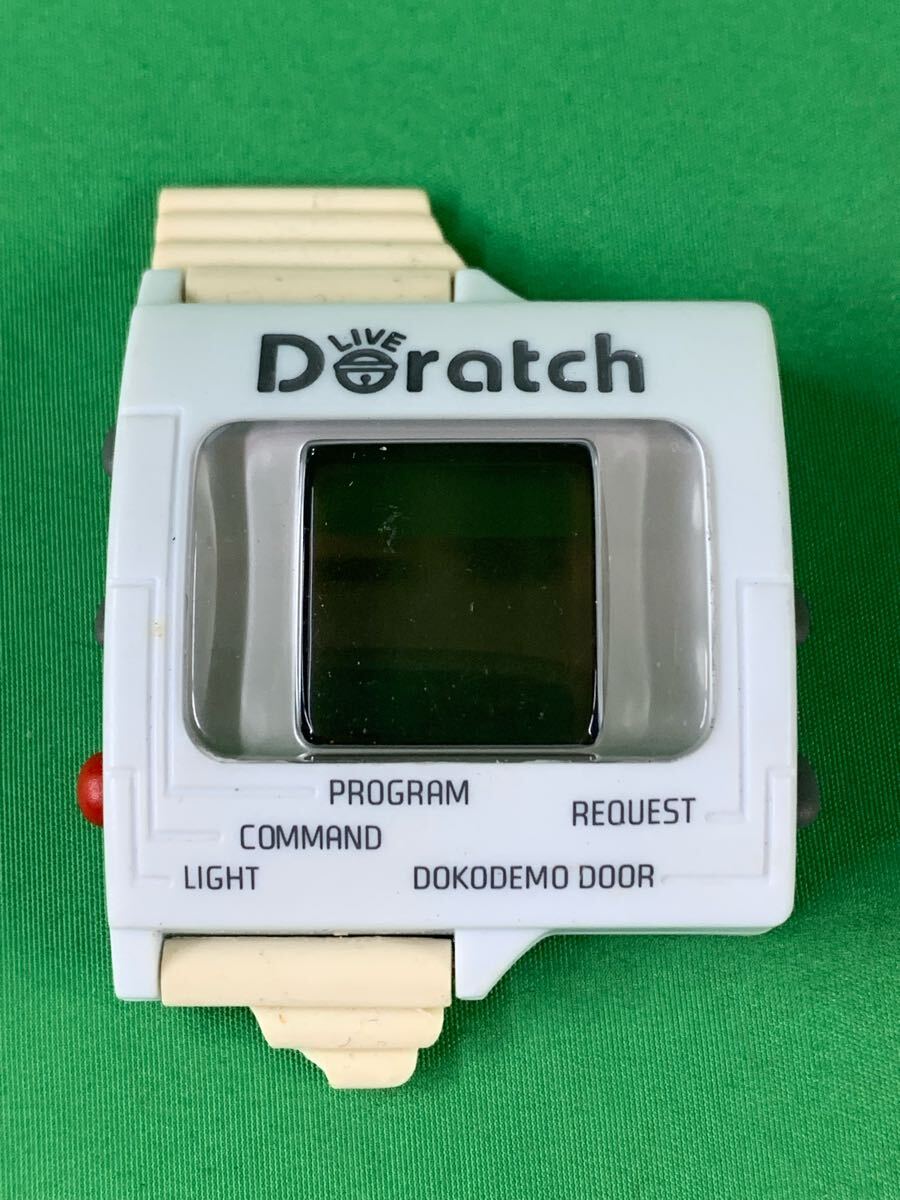 LIVE
Doratch
PROGRAM
REQUEST
COMMAND
LIGHT
DOKODEMO DOOR